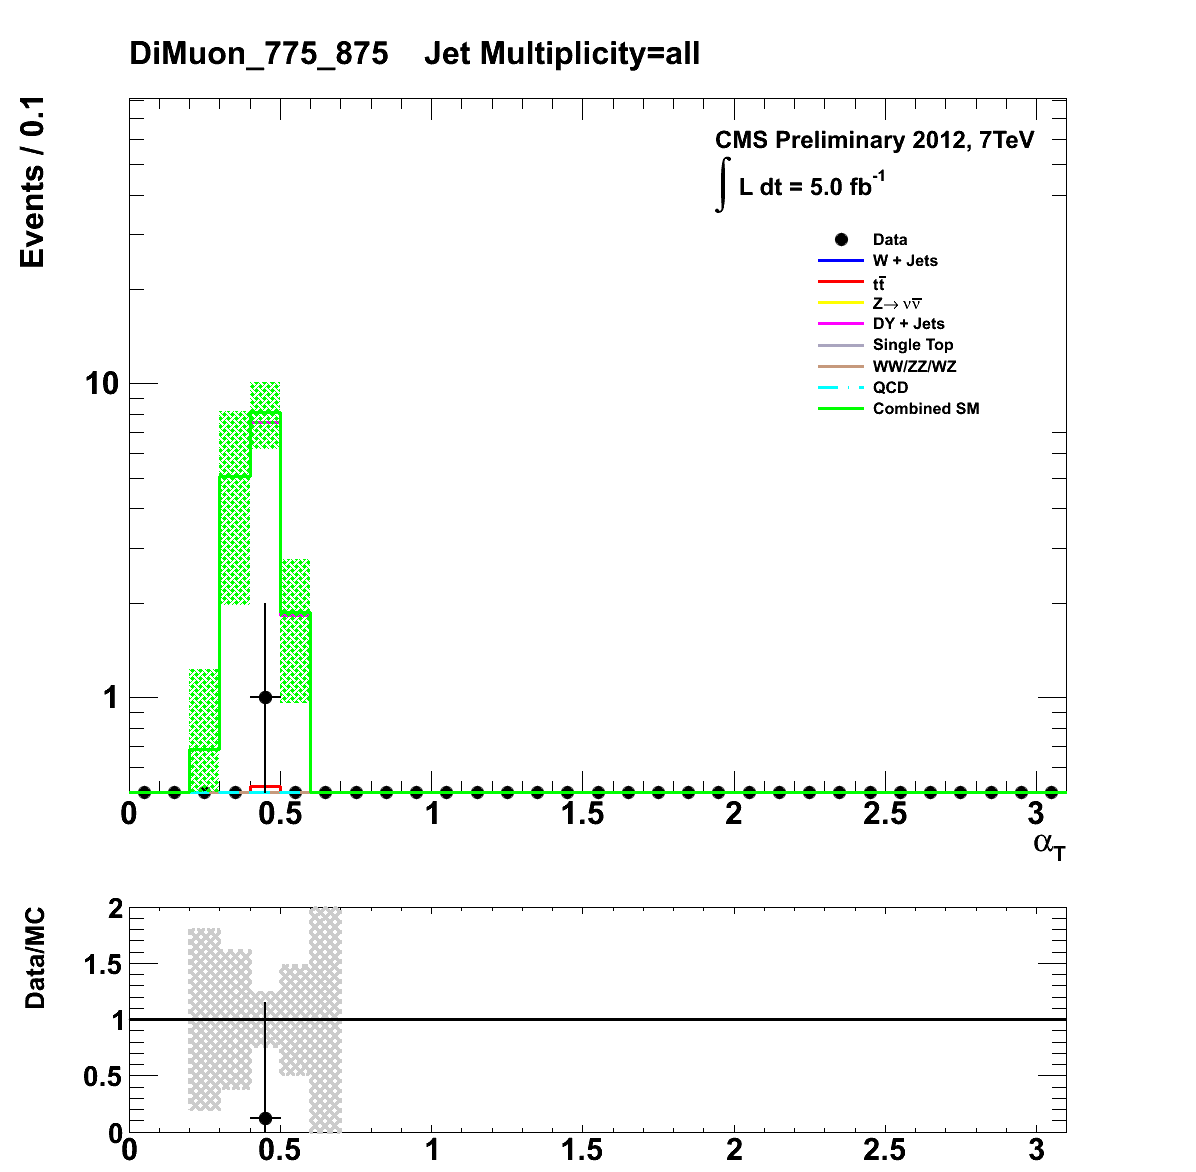 DiMuon_775_875 Jet Multiplicity=all
Events / 0.1
CMS Preliminary 2012, 7TeV
∫ L dt = 5.0 fb⁻¹
Data
W + Jets
tt̅
Z→ νν̅
DY + Jets
Single Top
WW/ZZ/WZ
QCD
Combined SM
10
1
0 0.5 1 1.5 2 2.5 3
α_T
Data/MC
2
1.5
1
0.5
0
0 0.5 1 1.5 2 2.5 3